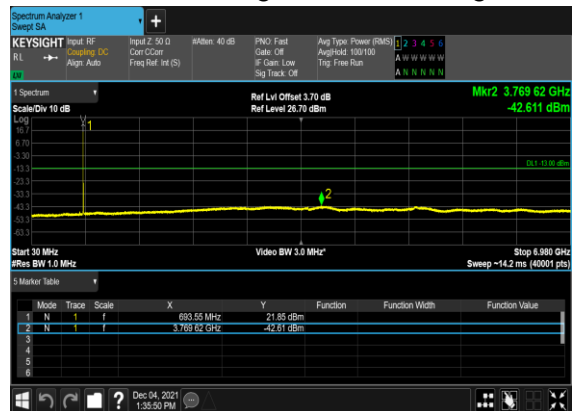 Spectrum Analyzer 1
Swept SA
+
KEYSIGHT Input: RF Input Z: 50 Ω #Atten: 40 dB PNO: Fast Avg Type: Power (RMS) 1 2 3 4 5 6
RL Coupling: DC Corr CCorr Gate: Off Avg|Hold: 100/100 A W W W W W
Align: Auto Freq Ref: Int (S) IF Gain: Low Trig: Free Run
Sig Track: Off A N N N N N
1 Spectrum Ref Lvl Offset 3.70 dB Mkr2 3.769 62 GHz
Scale/Div 10 dB Ref Level 26.70 dBm -42.611 dBm
Log
1
16.7
6.70
-3.30
DL1 -13.00 dBm
-13.3
-23.3
2
-33.3
-43.3
-53.3
-63.3
Start 30 MHz Video BW 3.0 MHz* Stop 6.980 GHz
#Res BW 1.0 MHz Sweep ~14.2 ms (40001 pts)
5 Marker Table
Mode Trace Scale X Y Function Function Width Function Value
1 N 1 f 693.55 MHz 21.85 dBm
2 N 1 f 3.769 62 GHz -42.61 dBm
3
4
5
6
? Dec 04, 2021
1:35:50 PM